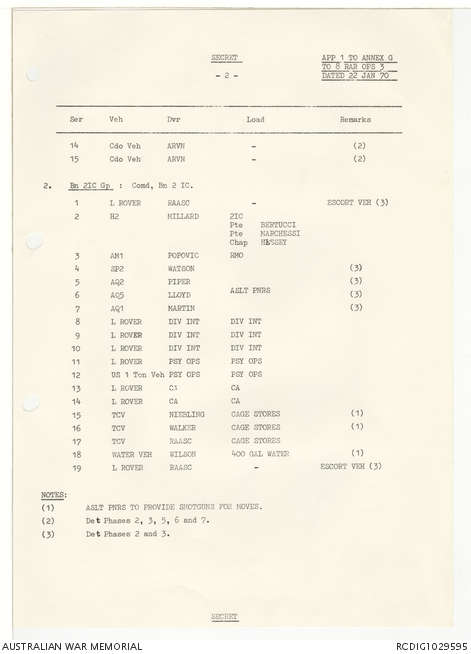 SECRET
- 2 -
APP 1 TO ANNEX G
TO 8 RAR OPS 3
DATED 22 JAN 70
Ser Veh Dvr Load Remarks
14 Cdo Veh ARVN - (2)
15 Cdo Veh ARVN - (2)
2. Bn 2IC Gp : Comd, Bn 2 IC.
1 L ROVER RAASC - ESCORT VEH (3)
2 H2 MILLARD 2IC
Pte BERTUCCI
Pte MARCHESSI
Chap HUSSEY
3 AM1 POPOVIC RMO
4 SP2 WATSON (3)
5 AQ2 PIPER (3)
6 AQ5 LLOYD ASLT PNRS (3)
7 AQ1 MARTIN (3)
8 L ROVER DIV INT DIV INT
9 L ROVER DIV INT DIV INT
10 L ROVER DIV INT DIV INT
11 L ROVER PSY OPS PSY OPS
12 US 1 Ton Veh PSY OPS PSY OPS
13 L ROVER CA CA
14 L ROVER CA CA
15 TCV NIEBLING CAGE STORES (1)
16 TCV WALKER CAGE STORES (1)
17 TCV RAASC CAGE STORES
18 WATER VEH WILSON 400 GAL WATER (1)
19 L ROVER RAASC - ESCORT VEH (3)
NOTES:
(1) ASLT PNRS TO PROVIDE SHOTGUNS FOR MOVES.
(2) Det Phases 2, 3, 5, 6 and 7.
(3) Det Phases 2 and 3.
SECRET
AUSTRALIAN WAR MEMORIAL
RCDIG1029595